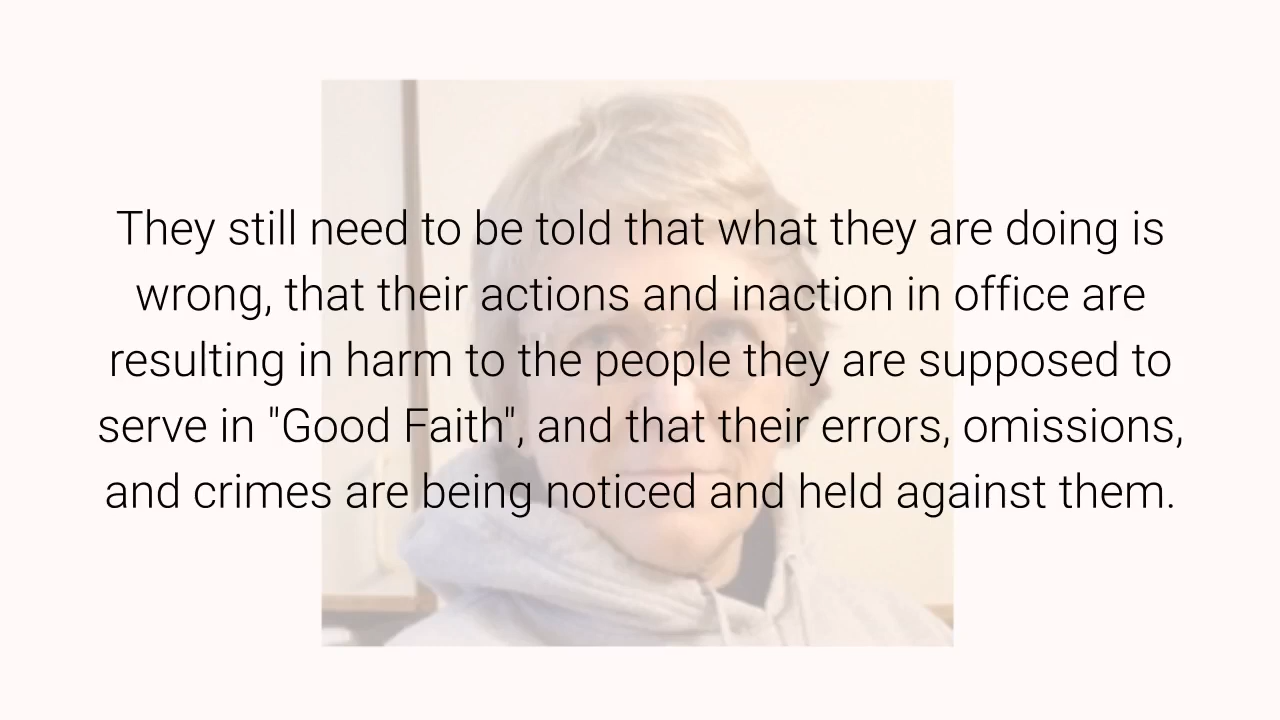 They still need to be told that what they are doing is
wrong, that their actions and inaction in office are
resulting in harm to the people they are supposed to
serve in "Good Faith", and that their errors, omissions,
and crimes are being noticed and held against them.